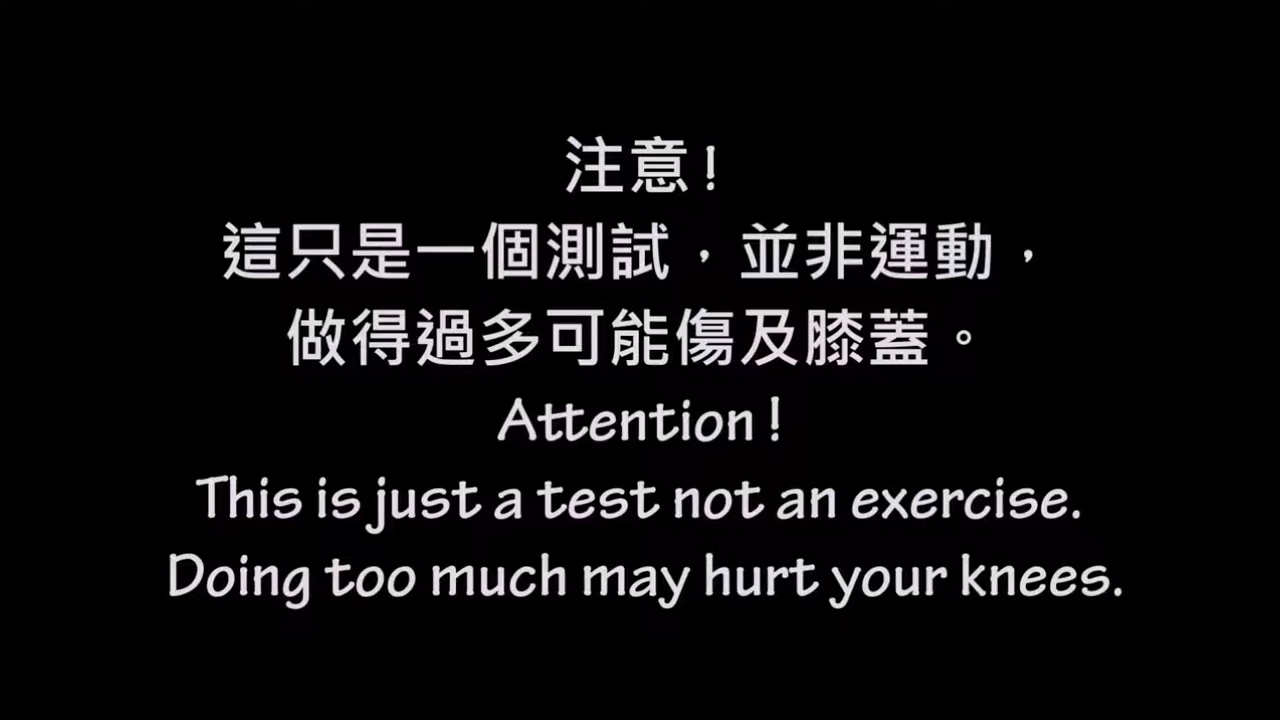 注意!
這只是一個測試，並非運動，
做得過多可能傷及膝蓋。
Attention!
This is just a test not an exercise.
Doing too much may hurt your knees.